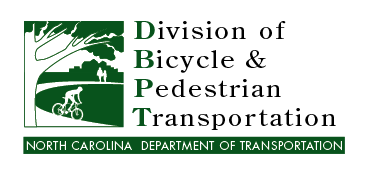 Division of
Bicycle &
Pedestrian
Transportation
NORTH CAROLINA DEPARTMENT OF TRANSPORTATION